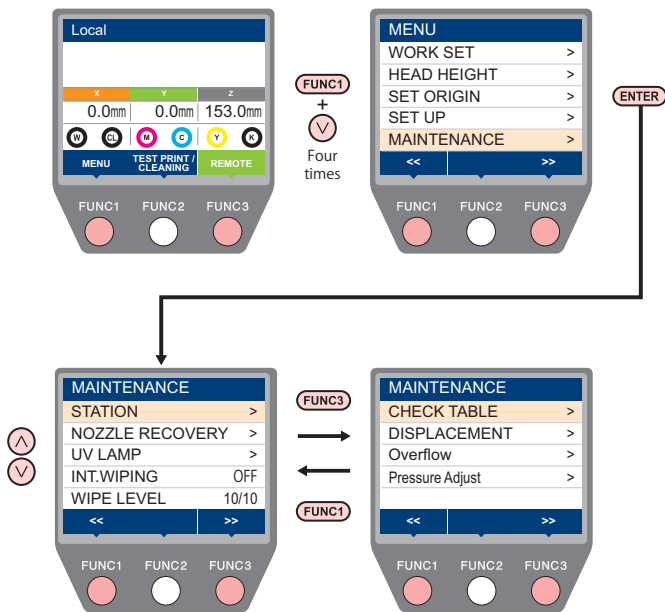 Local
X Y Z
0.0mm 0.0mm 153.0mm
W CL M C Y K
MENU TEST PRINT / CLEANING REMOTE
FUNC1 FUNC2 FUNC3
FUNC1
+
Four
times
MENU
WORK SET >
HEAD HEIGHT >
SET ORIGIN >
SET UP >
MAINTENANCE >
<< >>
FUNC1 FUNC2 FUNC3
ENTER
MAINTENANCE
STATION >
NOZZLE RECOVERY >
UV LAMP >
INT.WIPING OFF
WIPE LEVEL 10/10
<< >>
FUNC1 FUNC2 FUNC3
FUNC3
FUNC1
MAINTENANCE
CHECK TABLE >
DISPLACEMENT >
Overflow >
Pressure Adjust >
<< >>
FUNC1 FUNC2 FUNC3